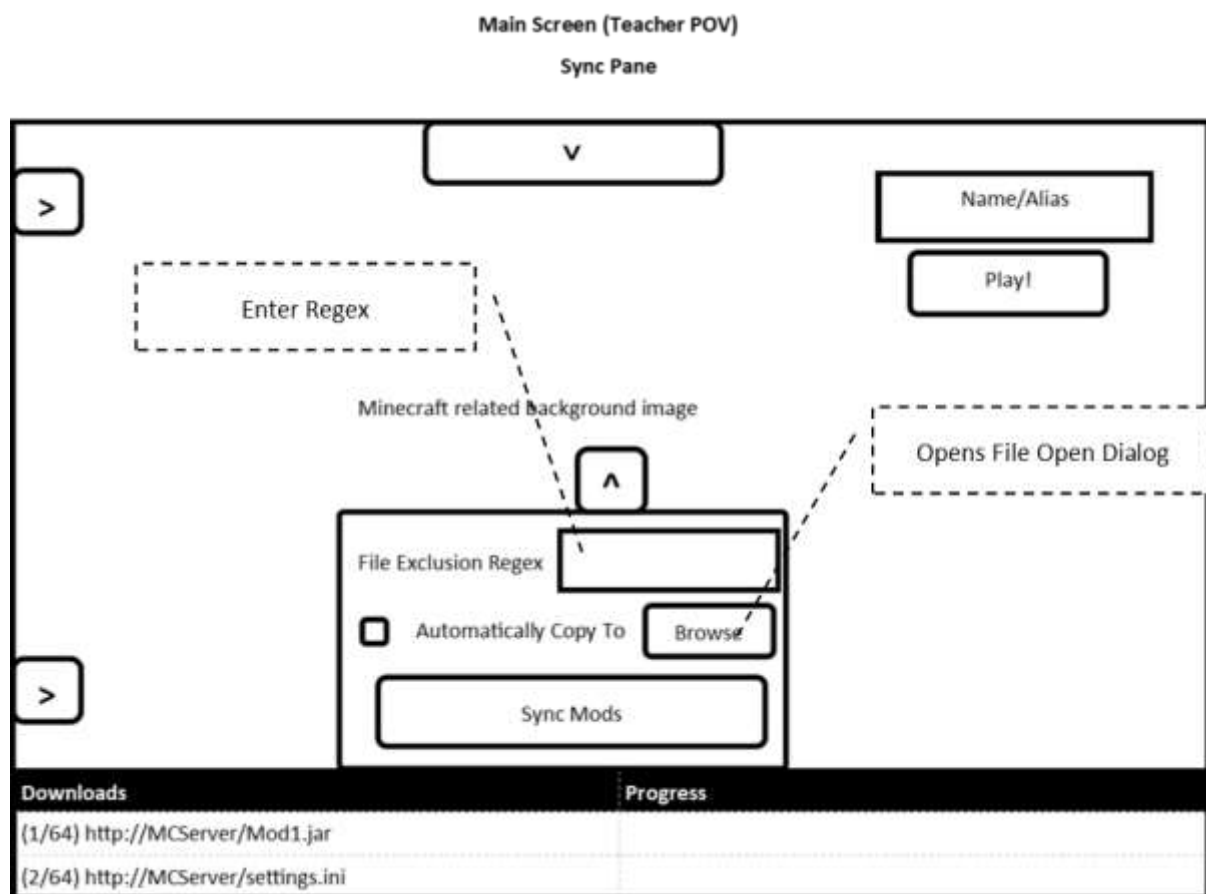 Main Screen (Teacher POV)
Sync Pane
v
>
Name/Alias
Play!
Enter Regex
Minecraft related background image
Opens File Open Dialog
^
File Exclusion Regex
Automatically Copy To Browse
>
Sync Mods
Downloads Progress
(1/64) http://MCServer/Mod1.jar
(2/64) http://MCServer/settings.ini